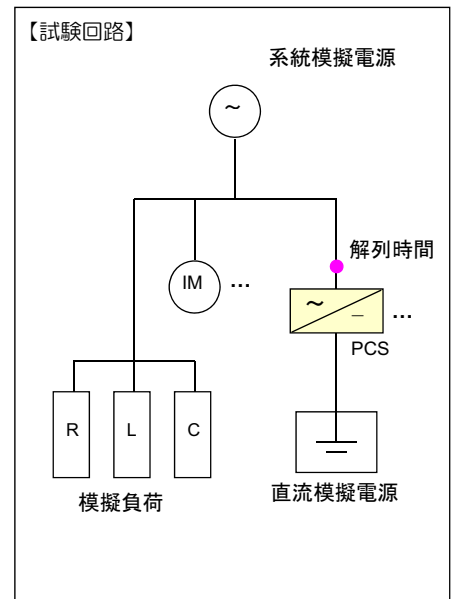 【試験回路】
系統模擬電源
~
解列時間
IM …
~ － …
PCS
R L C
模擬負荷
直流模擬電源